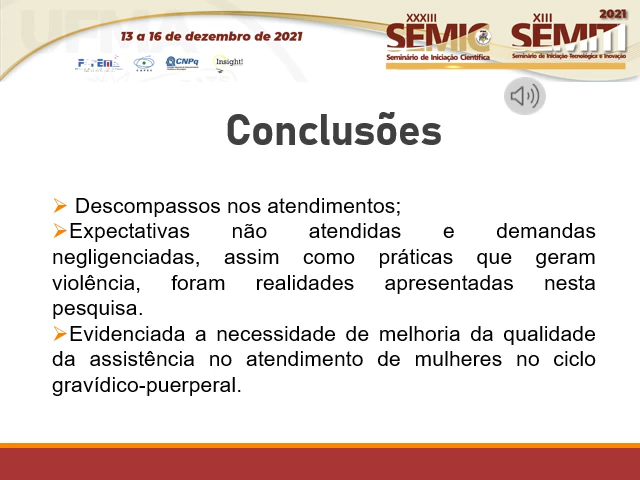 13 a 16 de dezembro de 2021
CNPq
Insight!
XXXIII
SEMIC
Seminário de Iniciação Científica
2021
XIII
SEMITI
Seminário de Iniciação Tecnológica e Inovação
Conclusões
Descompassos nos atendimentos;
Expectativas não atendidas e demandas
negligenciadas, assim como práticas que geram
violência, foram realidades apresentadas nesta
pesquisa.
Evidenciada a necessidade de melhoria da qualidade
da assistência no atendimento de mulheres no ciclo
gravídico-puerperal.